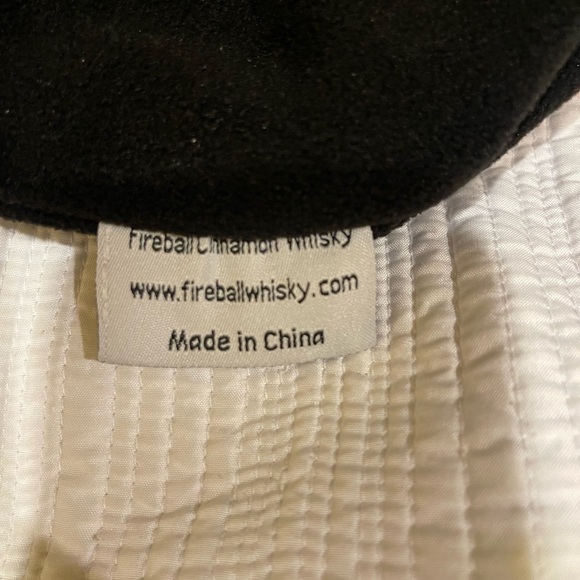 Fireball Cinnamon Whisky
www.fireballwhisky.com
Made in China